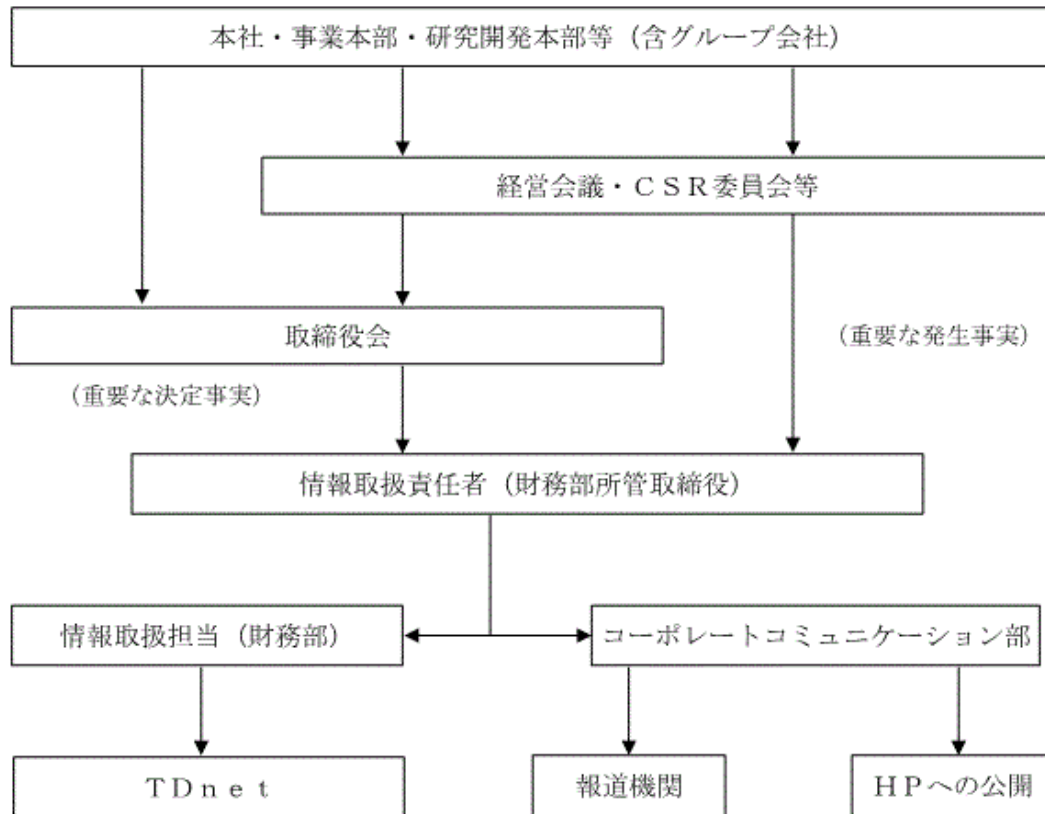 本社・事業本部・研究開発本部等（含グループ会社）
経営会議・ＣＳＲ委員会等
取締役会
（重要な発生事実）
（重要な決定事実）
情報取扱責任者（財務部所管取締役）
情報取扱担当（財務部）
コーポレートコミュニケーション部
ＴＤｎｅｔ
報道機関
ＨＰへの公開